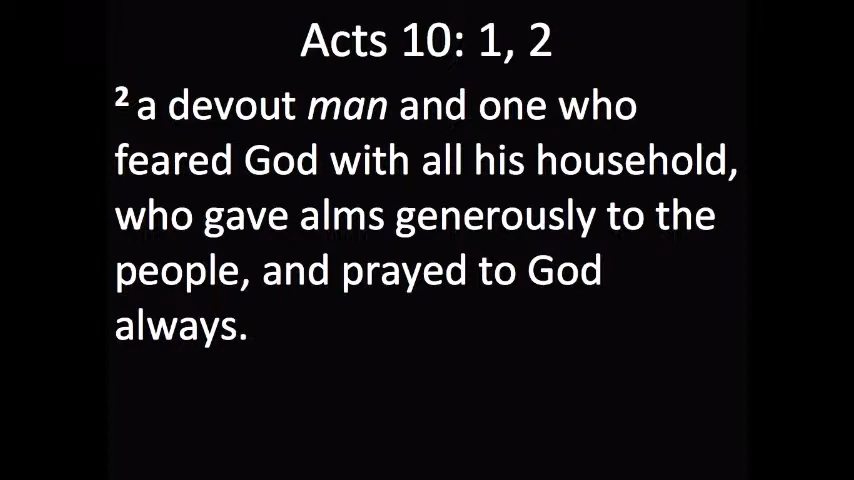 Acts 10: 1, 2
2 a devout man and one who
feared God with all his household,
who gave alms generously to the
people, and prayed to God
always.